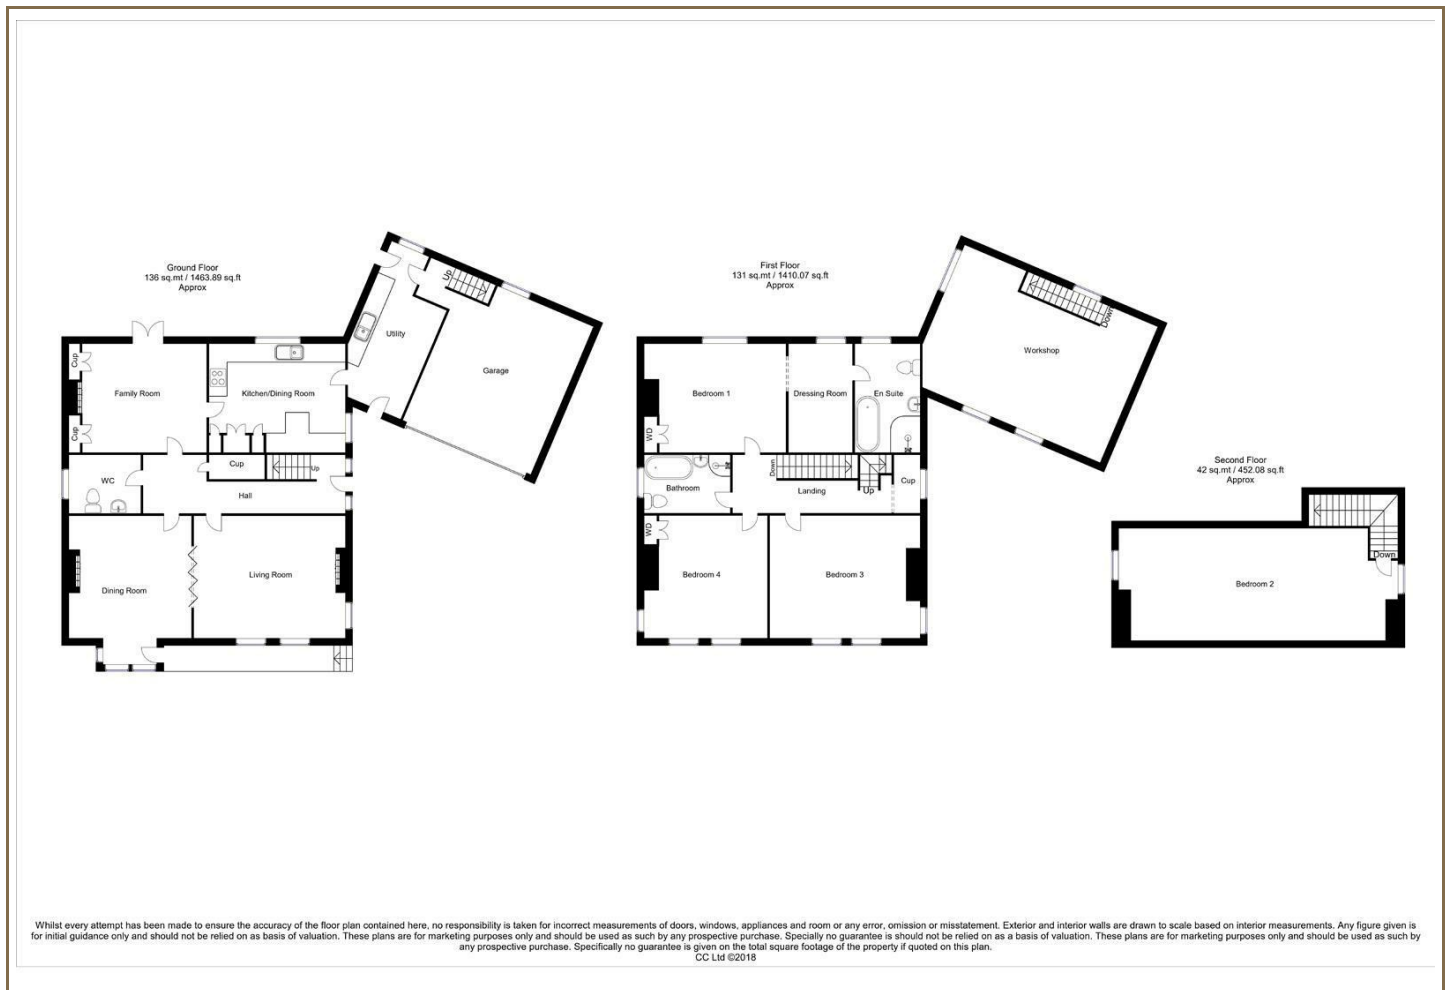 Ground Floor
136 sq.mt / 1463.89 sq.ft
Approx
Up
Utility
Garage
Cup
Family Room
Kitchen/Dining Room
Cup
Cup
Up
WC
Hall
Living Room
Dining Room
First Floor
131 sq.mt / 1410.07 sq.ft
Approx
Down
Workshop
Bedroom 1
Dressing Room
En Suite
WD
Down
Cup
Bathroom
Landing
Up
WD
Bedroom 4
Bedroom 3
Second Floor
42 sq.mt / 452.08 sq.ft
Approx
Down
Bedroom 2
Whilst every attempt has been made to ensure the accuracy of the floor plan contained here, no responsibility is taken for incorrect measurements of doors, windows, appliances and room or any error, omission or misstatement. Exterior and interior walls are drawn to scale based on interior measurements. Any figure given is
for initial guidance only and should not be relied on as basis of valuation. These plans are for marketing purposes only and should be used as such by any prospective purchase. Specially no guarantee is should not be relied on as a basis of valuation. These plans are for marketing purposes only and should be used as such by
any prospective purchase. Specifically no guarantee is given on the total square footage of the property if quoted on this plan.
CC Ltd ©2018